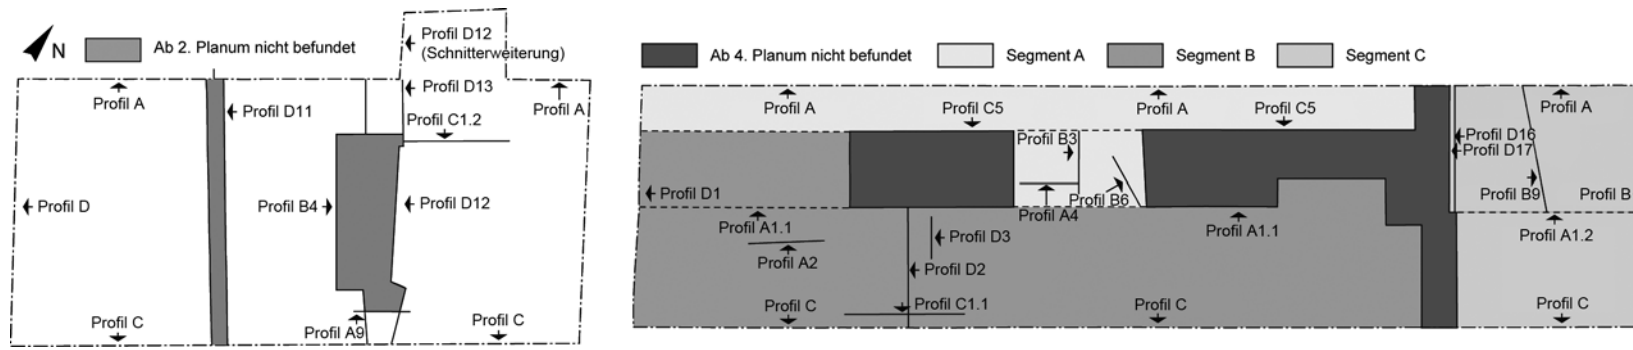 N
Ab 2. Planum nicht befundet
Profil D12
(Schnitterweiterung)
Profil A
Profil D13
Profil A
Profil D11
Profil C1.2
Profil D
Profil B4
Profil D12
Profil C
Profil A9
Profil C
Ab 4. Planum nicht befundet
Segment A
Segment B
Segment C
Profil A
Profil C5
Profil A
Profil C5
Profil A
Profil B3
Profil D16
Profil D17
Profil D1
Profil B6
Profil B9
Profil B
Profil A4
Profil A1.1
Profil A1.1
Profil A1.2
Profil D3
Profil A2
Profil D2
Profil C
Profil C1.1
Profil C
Profil C